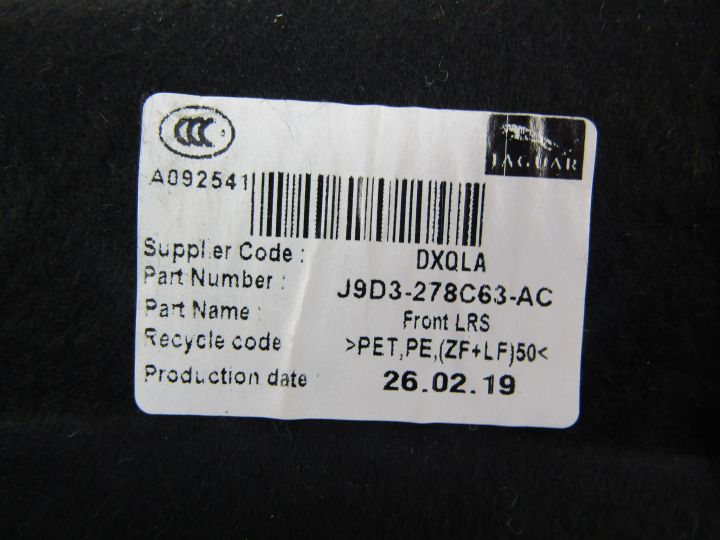 CCC
JAGUAR
A092541
Supplier Code : DXQLA
Part Number : J9D3-278C63-AC
Part Name : Front LRS
Recycle code >PET,PE,(ZF+LF)50<
Production date 26.02.19